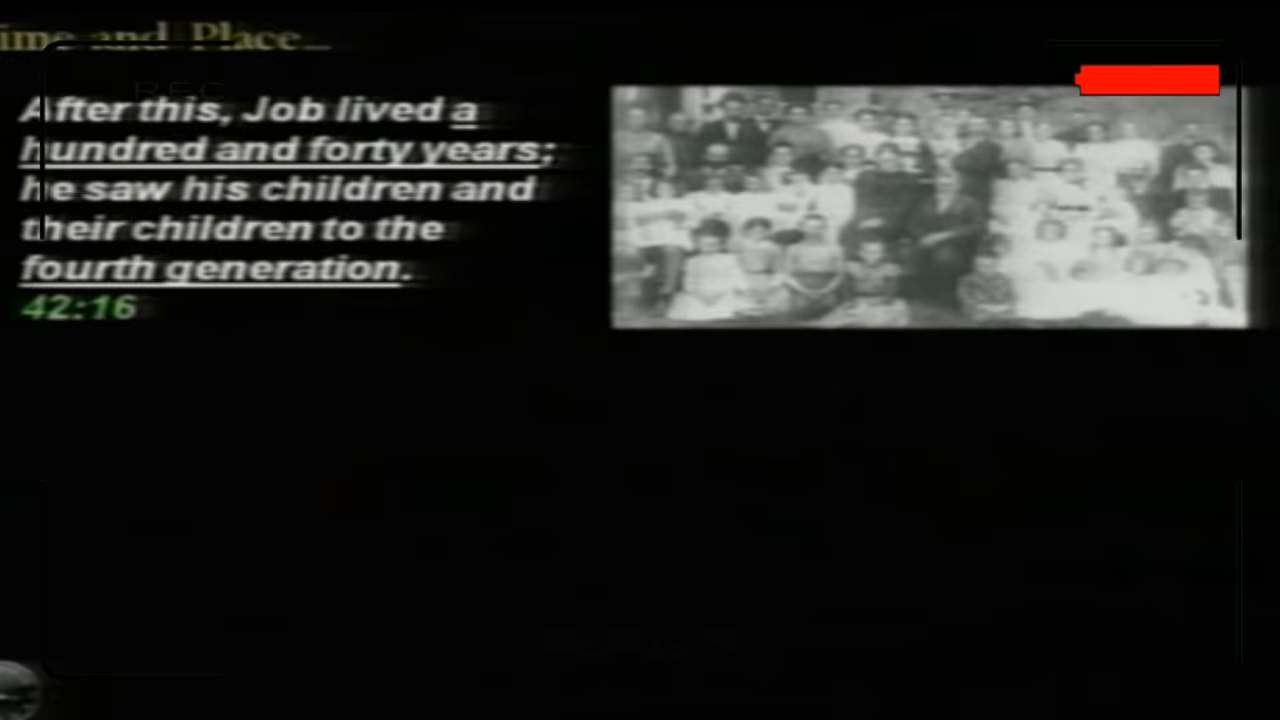 ime and Place...
REC
After this, Job lived a
hundred and forty years;
he saw his children and
their children to the
fourth generation.
42:16